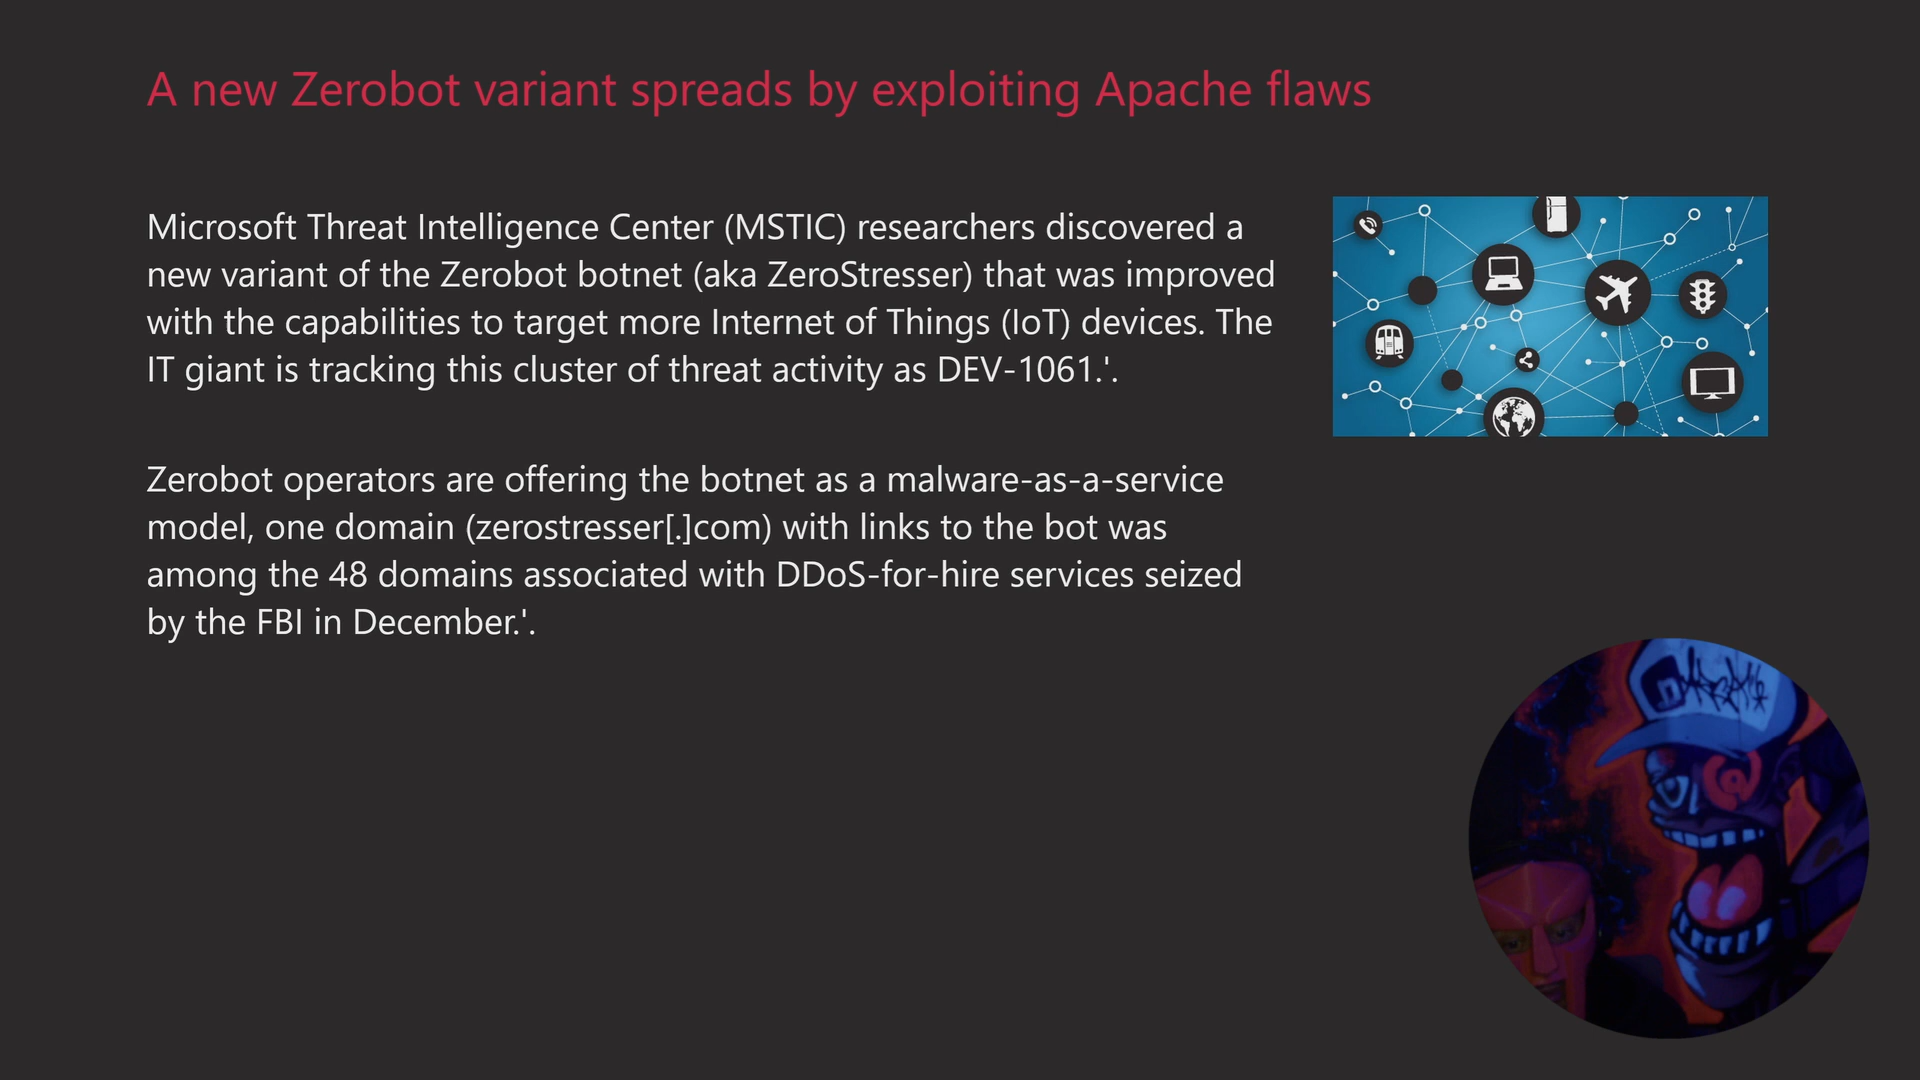 A new Zerobot variant spreads by exploiting Apache flaws
Microsoft Threat Intelligence Center (MSTIC) researchers discovered a
new variant of the Zerobot botnet (aka ZeroStresser) that was improved
with the capabilities to target more Internet of Things (IoT) devices. The
IT giant is tracking this cluster of threat activity as DEV-1061.'.
Zerobot operators are offering the botnet as a malware-as-a-service
model, one domain (zerostresser[.]com) with links to the bot was
among the 48 domains associated with DDoS-for-hire services seized
by the FBI in December.'.